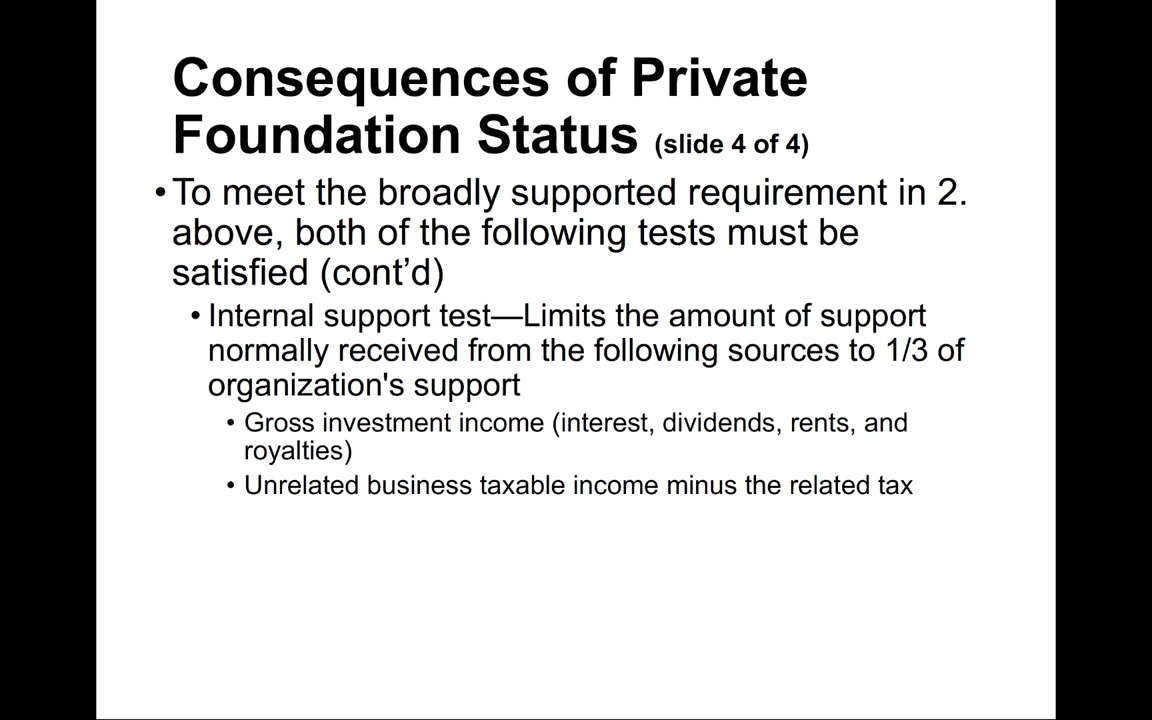 Consequences of Private
Foundation Status (slide 4 of 4)
• To meet the broadly supported requirement in 2.
above, both of the following tests must be
satisfied (cont’d)
• Internal support test—Limits the amount of support
normally received from the following sources to 1/3 of
organization's support
• Gross investment income (interest, dividends, rents, and
royalties)
• Unrelated business taxable income minus the related tax